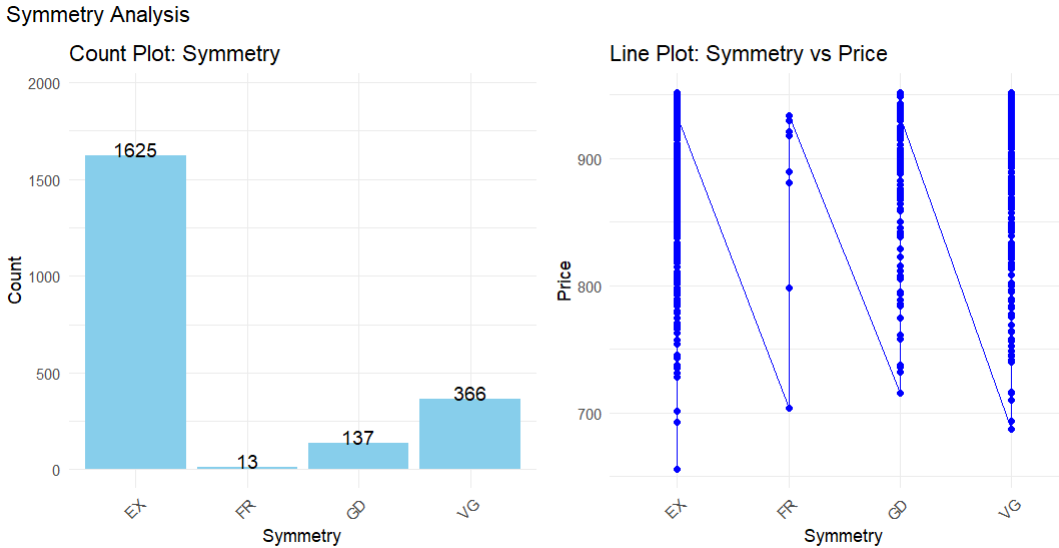 Symmetry Analysis
Count Plot: Symmetry
2000
1500
1000
500
0
Count
1625
13
137
366
EX
FR
GD
VG
Symmetry
Line Plot: Symmetry vs Price
900
800
700
Price
EX
FR
GD
VG
Symmetry